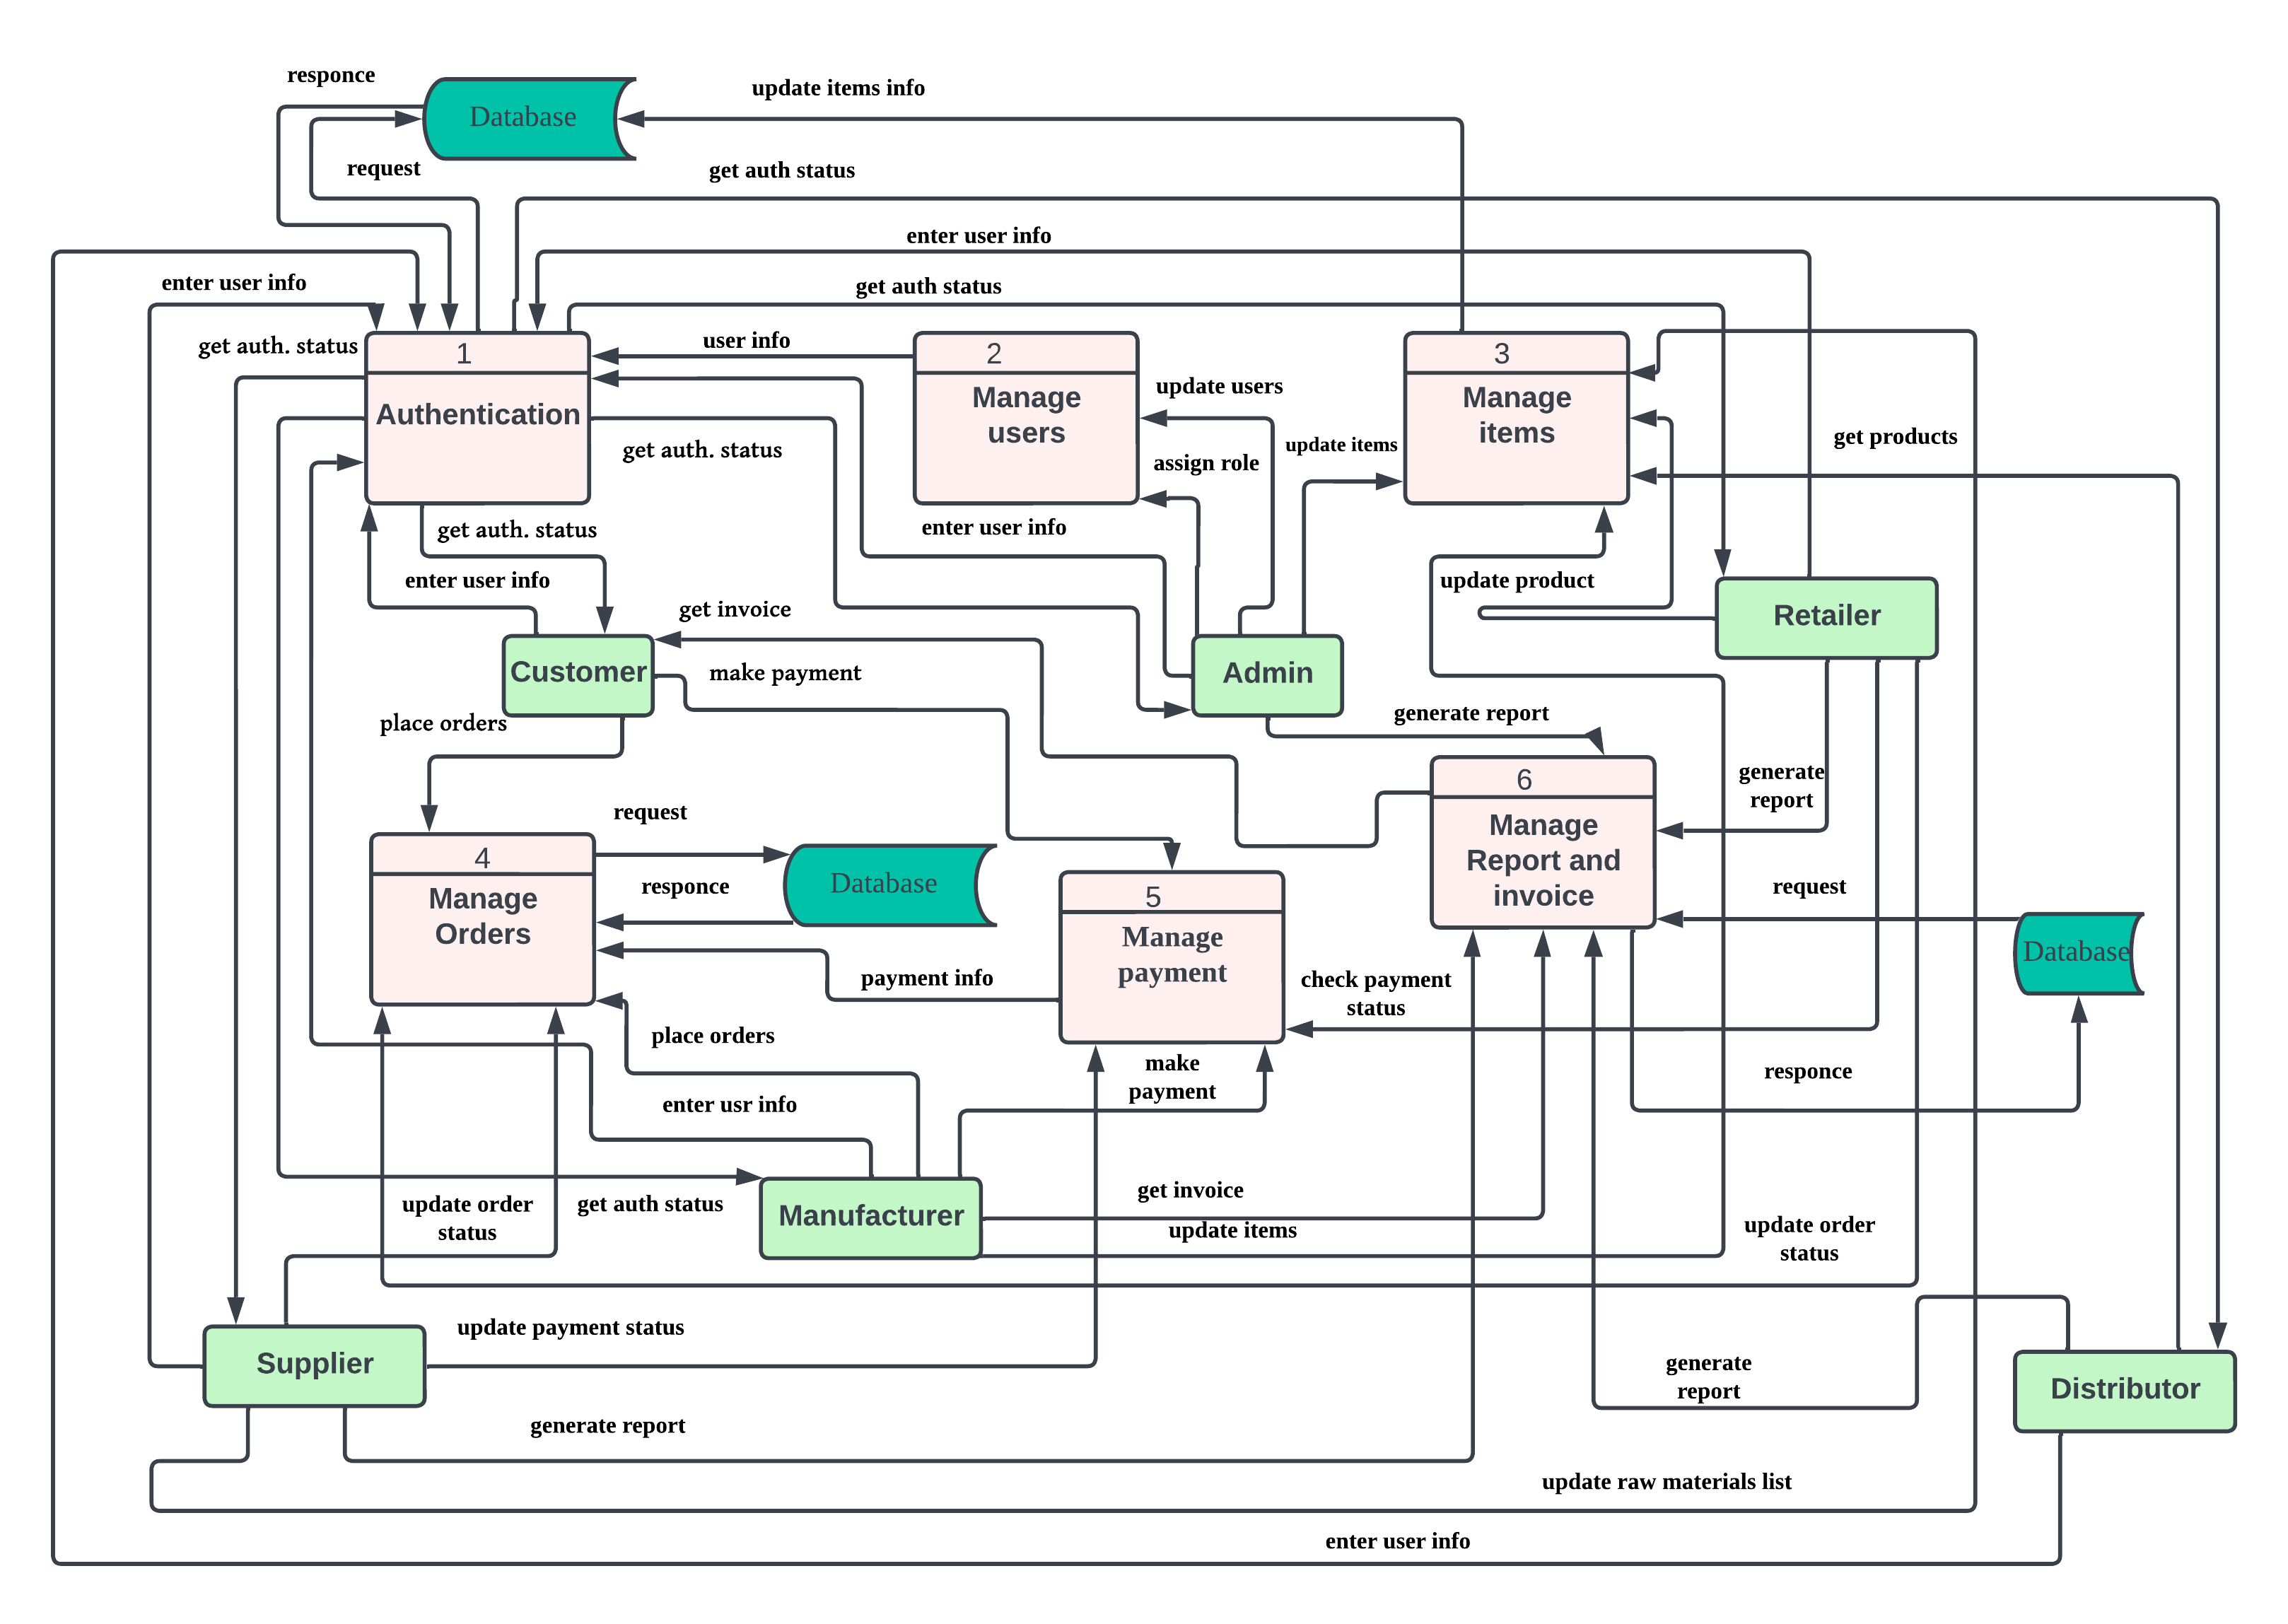 responce
Database
update items info
request
get auth status
enter user info
enter user info
get auth status
get auth. status
user info
1
Authentication
2
Manage
users
3
Manage
items
update users
get auth. status
update items
assign role
get products
get auth. status
enter user info
enter user info
update product
get invoice
Retailer
Customer
make payment
Admin
place orders
generate report
generate
report
6
Manage
Report and
invoice
request
4
Manage
Orders
responce
Database
5
Manage
payment
request
Database
payment info
check payment
status
place orders
make
payment
responce
enter usr info
get invoice
update order
status
get auth status
Manufacturer
update items
update order
status
update payment status
Supplier
generate
report
Distributor
generate report
update raw materials list
enter user info